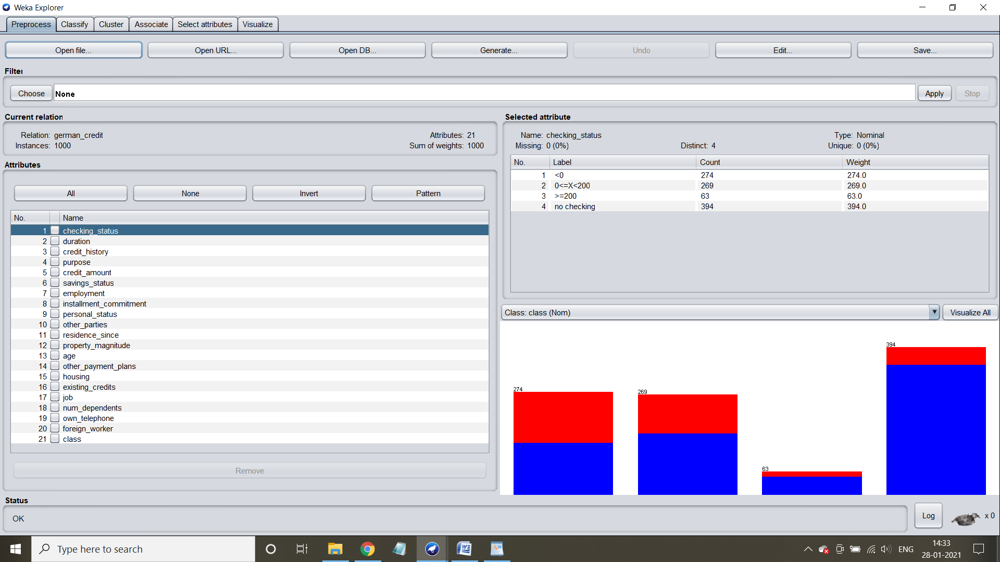 Weka Explorer
Preprocess Classify Cluster Associate Select attributes Visualize
Open file... Open URL... Open DB... Generate... Undo Edit... Save...
Filter
Choose None Apply Stop
Current relation
Relation: german_credit Attributes: 21
Instances: 1000 Sum of weights: 1000
Attributes
All None Invert Pattern
No. Name
1 checking_status
2 duration
3 credit_history
4 purpose
5 credit_amount
6 savings_status
7 employment
8 installment_commitment
9 personal_status
10 other_parties
11 residence_since
12 property_magnitude
13 age
14 other_payment_plans
15 housing
16 existing_credits
17 job
18 num_dependents
19 own_telephone
20 foreign_worker
21 class
Remove
Selected attribute
Name: checking_status Type: Nominal
Missing: 0 (0%) Distinct: 4 Unique: 0 (0%)
No. Label Count Weight
1 <0 274 274.0
2 0<=X<200 269 269.0
3 >=200 63 63.0
4 no checking 394 394.0
Class: class (Nom) Visualize All
274 269 63 394
Status
OK Log x 0
Type here to search ENG 14:33
28-01-2021